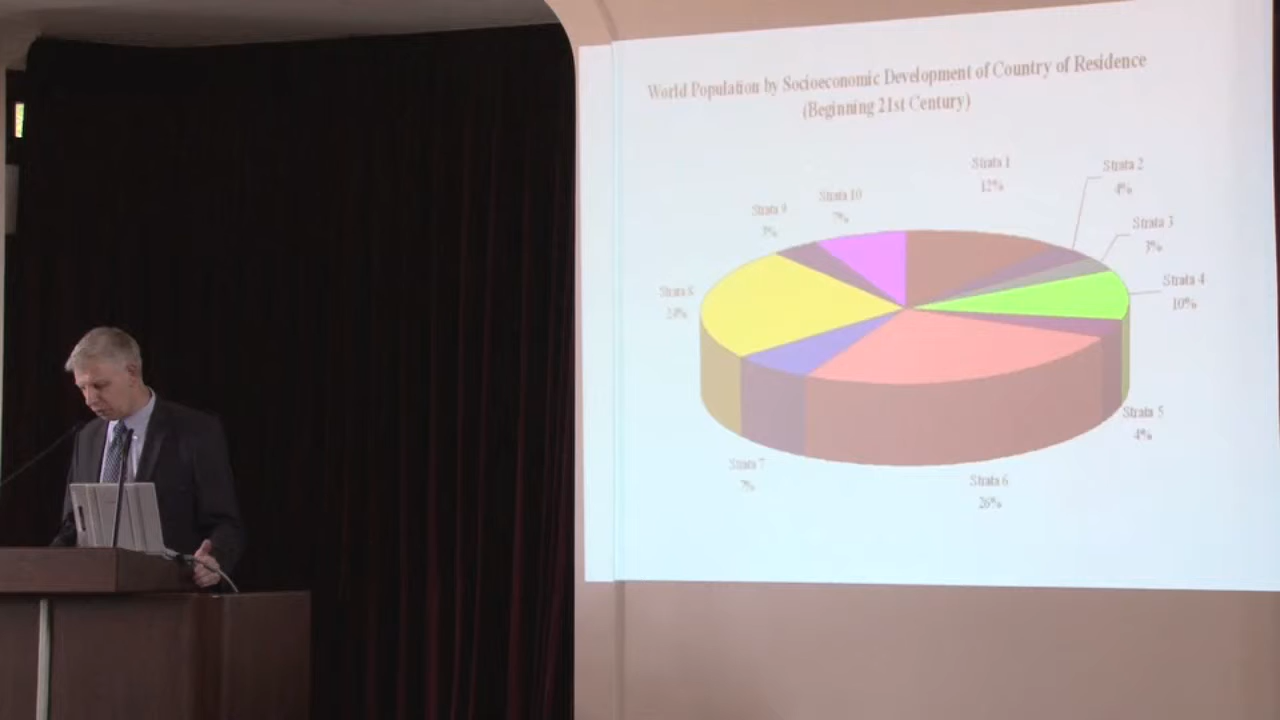 World Population by Socioeconomic Development of Country of Residence
(Beginning 21st Century)
Strata 1
12%
Strata 2
4%
Strata 3
3%
Strata 4
10%
Strata 5
4%
Strata 6
26%
Strata 7
7%
Strata 8
Strata 9
3%
Strata 10
7%